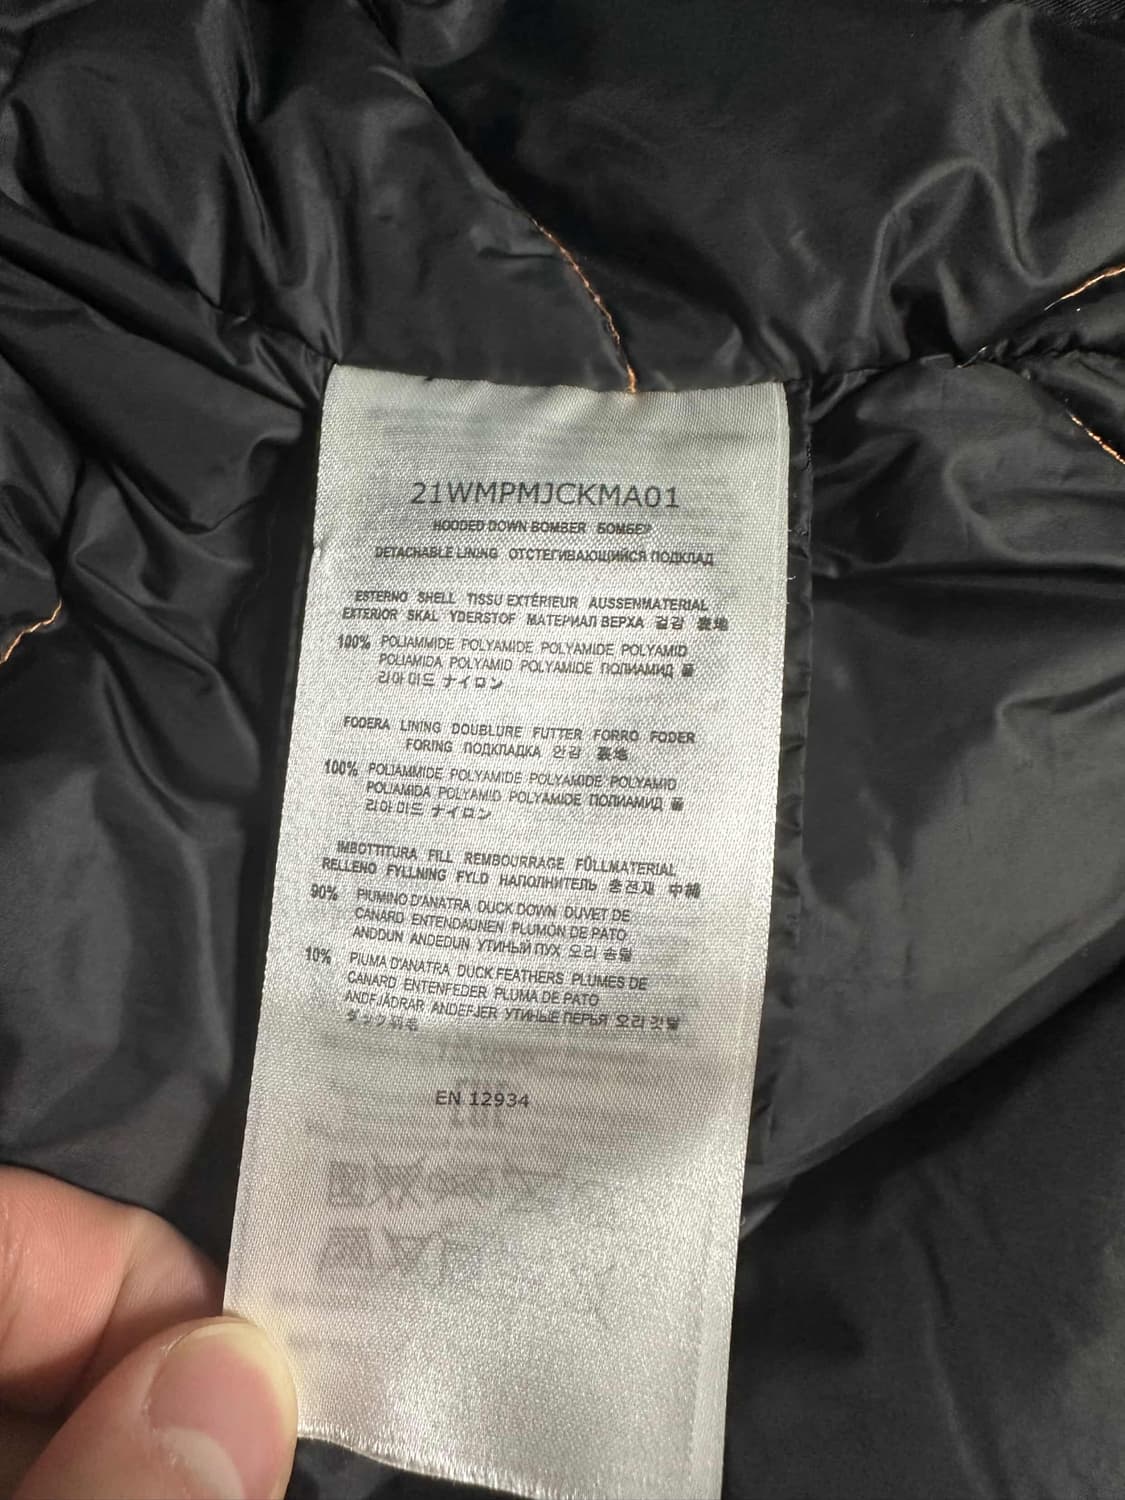 21WMPMJCKMA01
HOODED DOWN BOMBER БОМБЕР
DETACHABLE LINING ОТСТЕГИВАЮЩИЙСЯ ПОДКЛАД
ESTERNO SHELL TISSU EXTÉRIEUR AUSSENMATERIAL
EXTERIOR SKAL YDERSTOF МАТЕРИАЛ ВЕРХА 겉감 表地
100% POLIAMMIDE POLYAMIDE POLYAMIDE POLYAMID
POLIAMIDA POLYAMID POLYAMIDE ПОЛИАМИД 폴
리아미드 ナイロン
FODERA LINING DOUBLURE FUTTER FORRO FODER
FORING ПОДКЛАДКА 안감 裏地
100% POLIAMMIDE POLYAMIDE POLYAMIDE POLYAMID
POLIAMIDA POLYAMID POLYAMIDE ПОЛИАМИД 폴
리아미드 ナイロン
IMBOTTITURA FILL REMBOURRAGE FÜLLMATERIAL
RELLENO FYLLNING FYLD НАПОЛНИТЕЛЬ 충전재 中綿
90% PIUMINO D'ANATRA DUCK DOWN DUVET DE
CANARD ENTENDAUNEN PLUMÓN DE PATO
ANDDUN ANDEDUN УТИНЫЙ ПУХ 오리 솜털
10% PIUMA D'ANATRA DUCK FEATHERS PLUMES DE
CANARD ENTENFEDER PLUMA DE PATO
ANDFJÄDRAR ANDEFJER УТИНЫЕ ПЕРЬЯ 오리 깃털
ダック羽毛
EN 12934